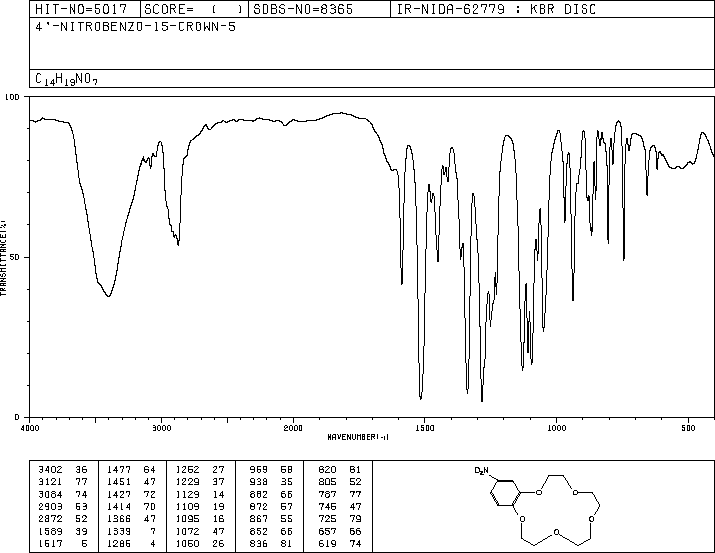 HIT-NO=5017 SCORE= ( ) SDBS-NO=8365 IR-NIDA-62779 : KBR DISC
4'-NITROBENZO-15-CROWN-5
C14H19NO7
100
50
0
TRANSMITTANCE(%)
4000 3000 2000 1500 1000 500
WAVENUMBER(-1)
3402 36 1477 64 1252 27 969 58 820 81
3121 77 1451 47 1229 37 938 35 805 52
3084 74 1427 72 1129 14 882 66 787 77
2903 53 1414 70 1109 19 872 57 745 47
2872 52 1366 47 1095 16 867 55 725 79
1589 39 1339 7 1072 47 852 66 657 66
1517 5 1285 4 1050 26 836 81 619 74
O2N
O O
O O
O